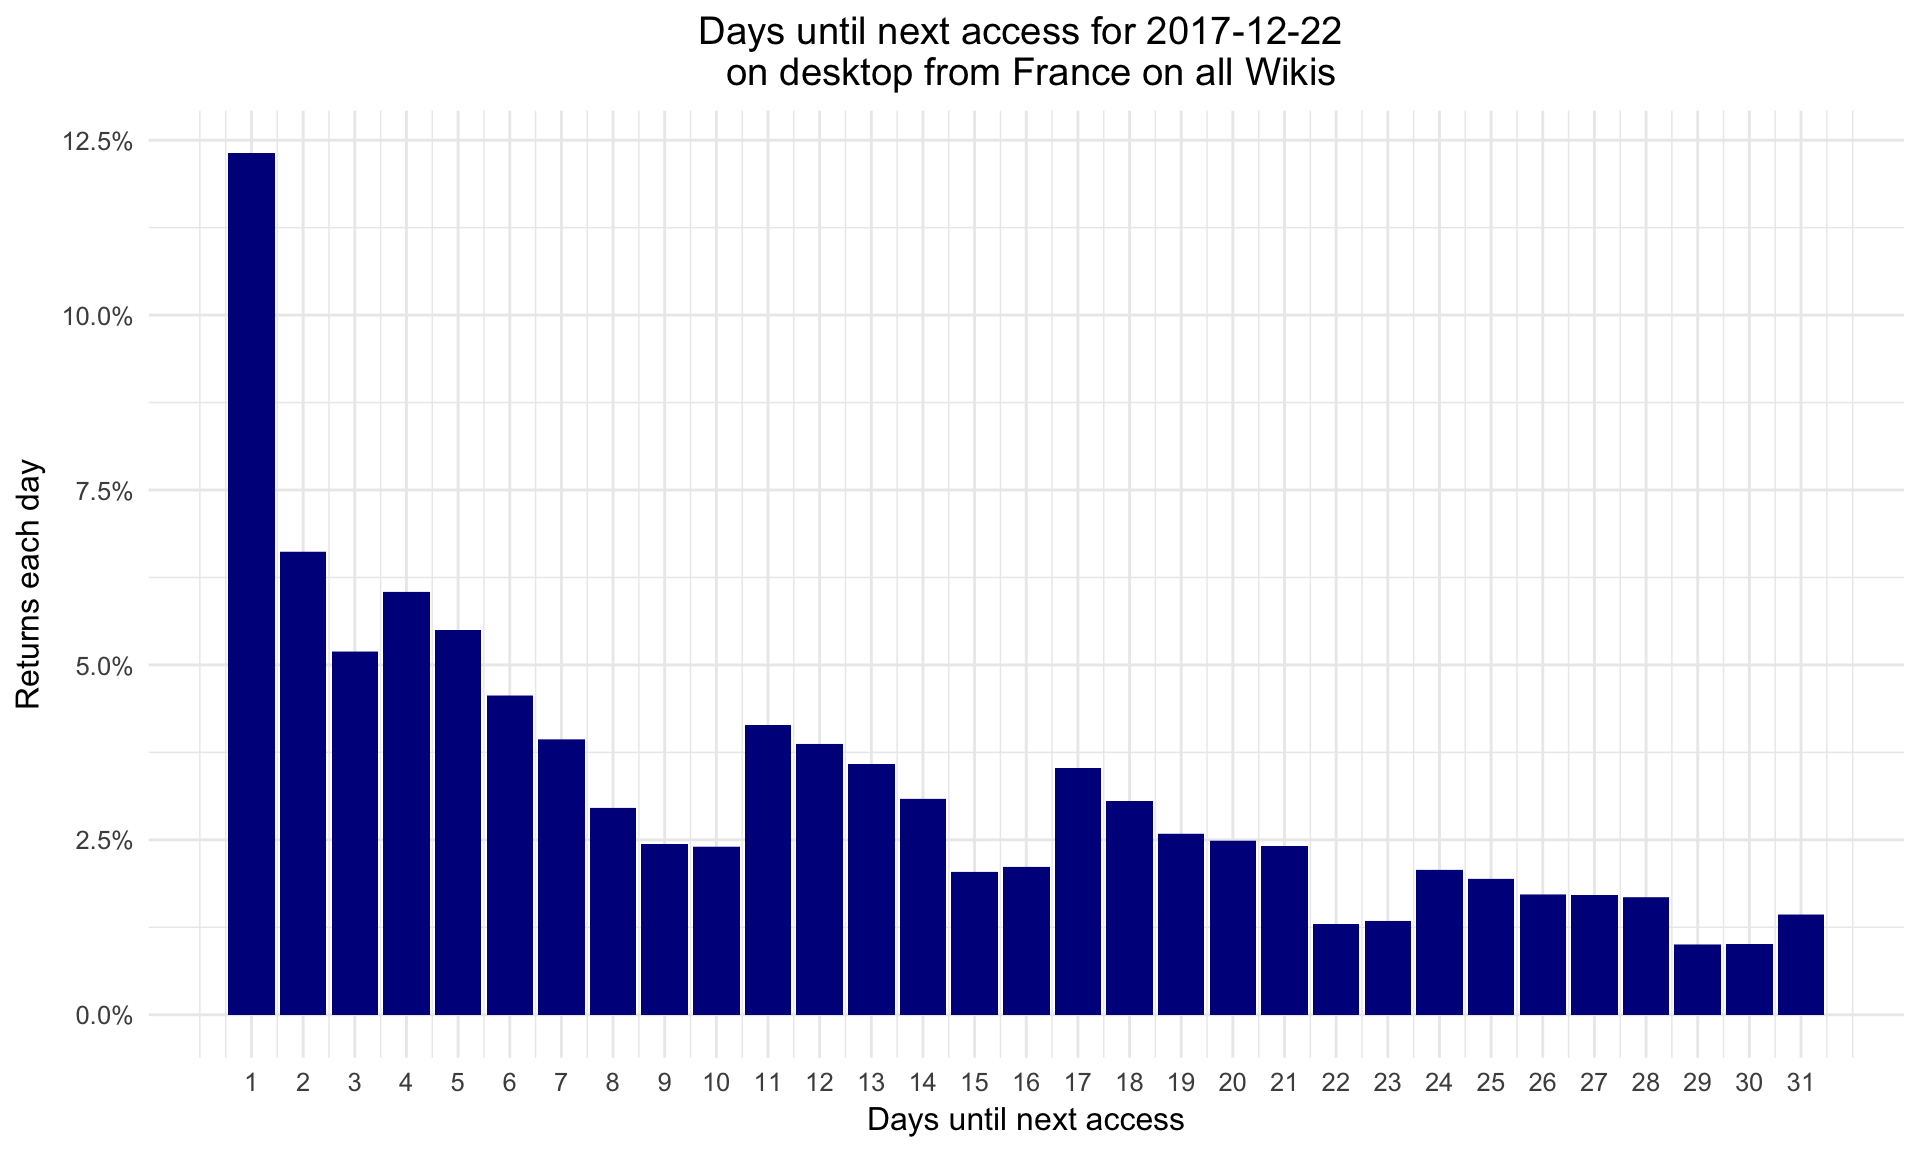 Days until next access for 2017-12-22
on desktop from France on all Wikis
Returns each day
12.5%
10.0%
7.5%
5.0%
2.5%
0.0%
1 2 3 4 5 6 7 8 9 10 11 12 13 14 15 16 17 18 19 20 21 22 23 24 25 26 27 28 29 30 31
Days until next access